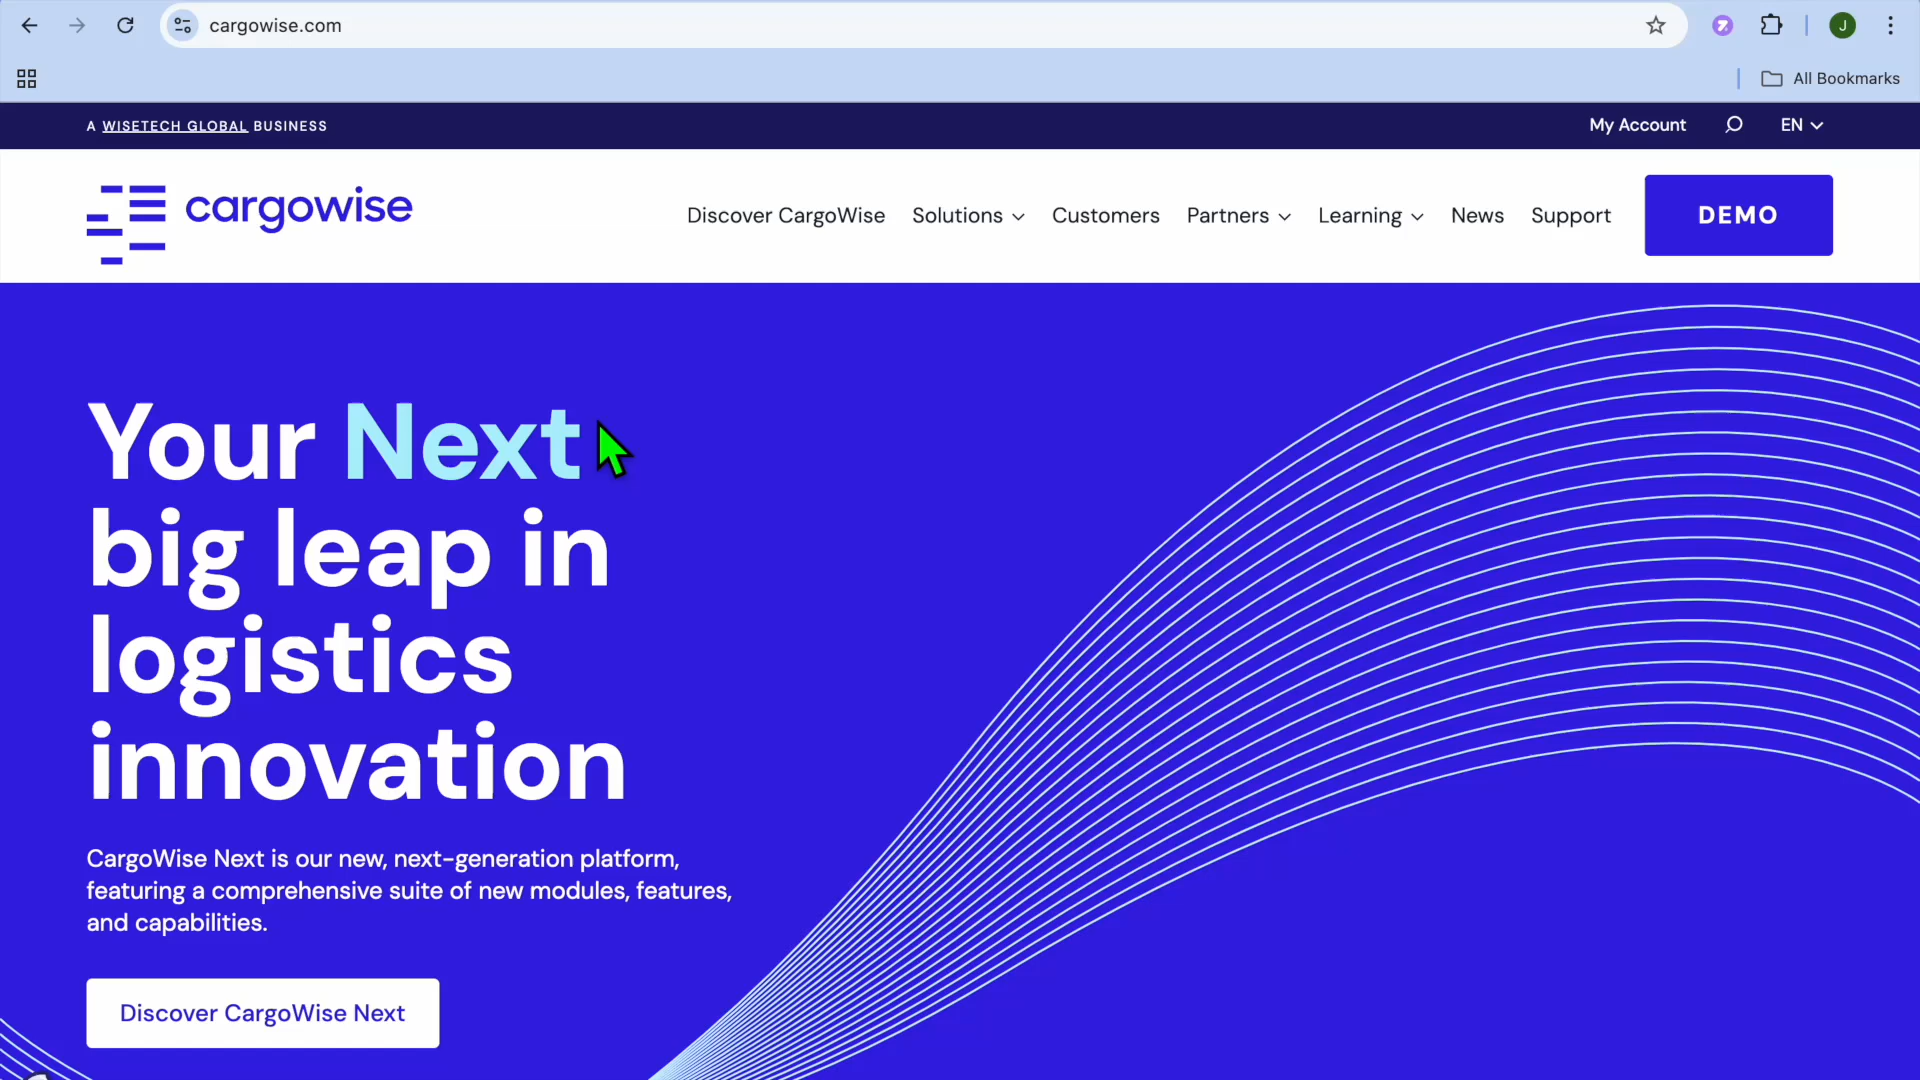 cargowise.com
J
All Bookmarks
A WISETECH GLOBAL BUSINESS
My Account
EN
cargowise
Discover CargoWise
Solutions
Customers
Partners
Learning
News
Support
DEMO
Your Next
big leap in
logistics
innovation
CargoWise Next is our new, next-generation platform,
featuring a comprehensive suite of new modules, features,
and capabilities.
Discover CargoWise Next